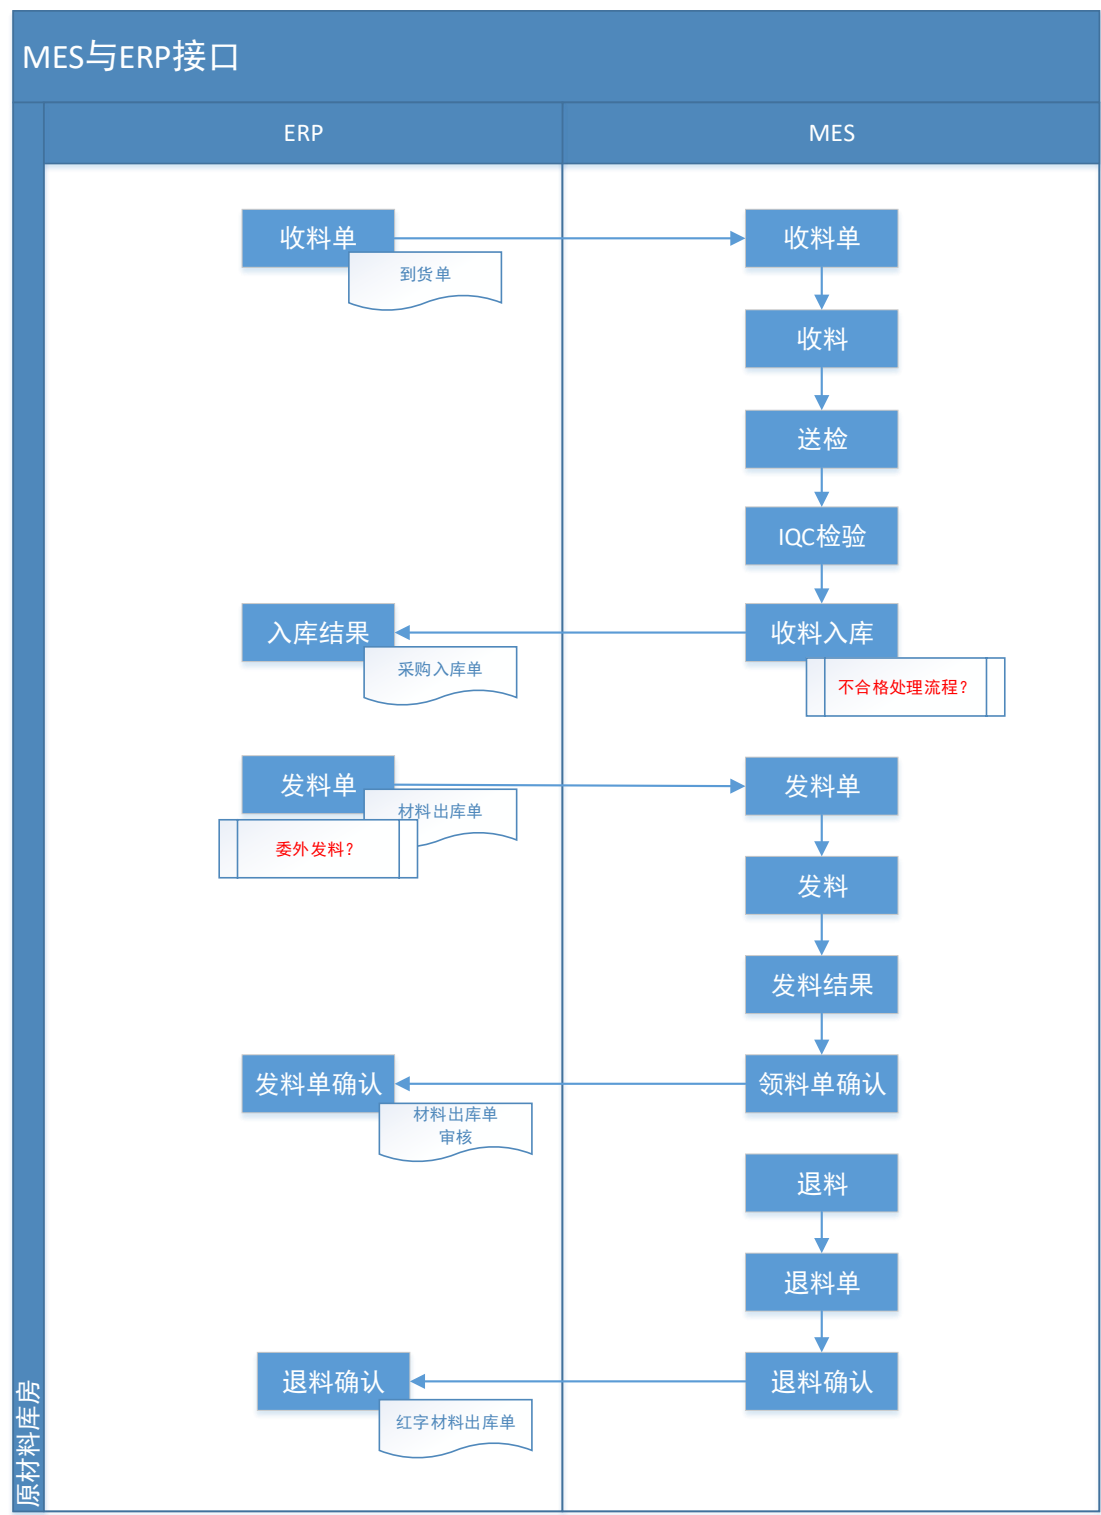 MES与ERP接口
ERP
MES
原材料库房
收料单
到货单
收料单
收料
送检
IQC检验
入库结果
采购入库单
收料入库
不合格处理流程？
发料单
材料出库单
委外发料？
发料单
发料
发料结果
发料单确认
材料出库单
审核
领料单确认
退料
退料单
退料确认
红字材料出库单
退料确认